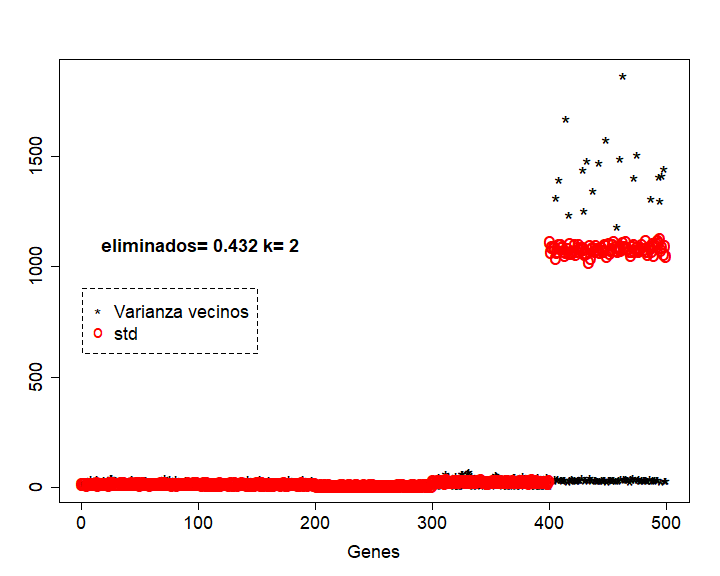 1500
1000
500
0
eliminados= 0.432 k= 2
* Varianza vecinos
o std
0 100 200 300 400 500
Genes